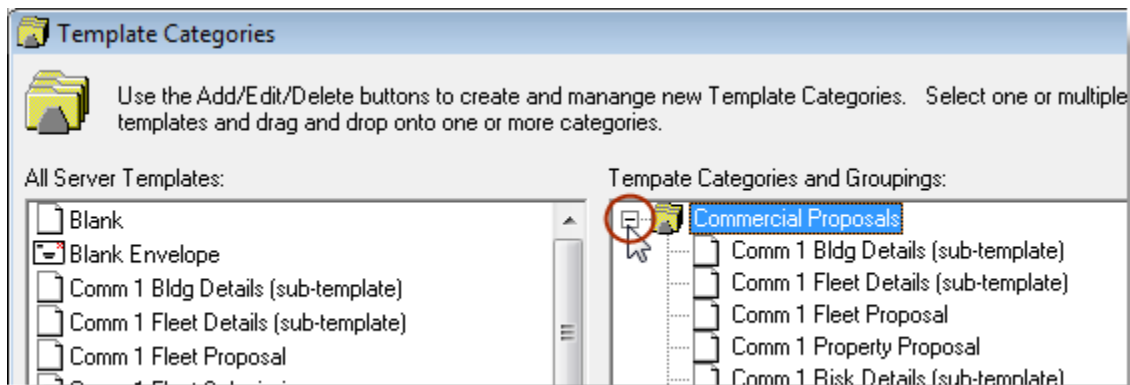 Template Categories
Use the Add/Edit/Delete buttons to create and manange new Template Categories. Select one or multiple
templates and drag and drop onto one or more categories.
All Server Templates:
Blank
Blank Envelope
Comm 1 Bldg Details (sub-template)
Comm 1 Fleet Details (sub-template)
Comm 1 Fleet Proposal
Tempate Categories and Groupings:
Commercial Proposals
Comm 1 Bldg Details (sub-template)
Comm 1 Fleet Details (sub-template)
Comm 1 Fleet Proposal
Comm 1 Property Proposal
Comm 1 Risk Details (sub-template)